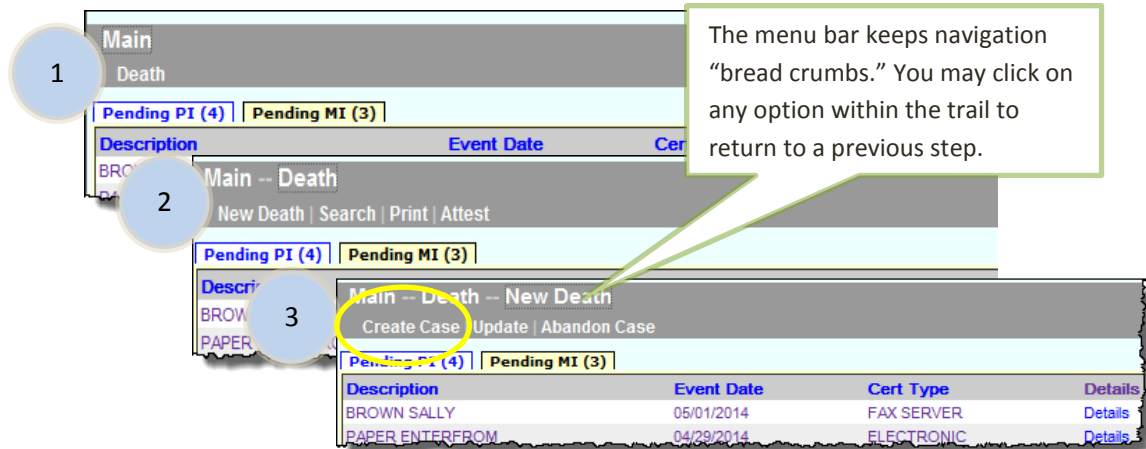 Main
Death
Pending PI (4) Pending MI (3)
Description Event Date
1
The menu bar keeps navigation
“bread crumbs.” You may click on
any option within the trail to
return to a previous step.
Main -- Death
New Death | Search | Print | Attest
Pending PI (4) Pending MI (3)
2
Main -- Death -- New Death
Create Case | Update | Abandon Case
Pending PI (4) Pending MI (3)
Description Event Date Cert Type Details
BROWN SALLY 05/01/2014 FAX SERVER Details
PAPER ENTERFROM 04/29/2014 ELECTRONIC Details
3